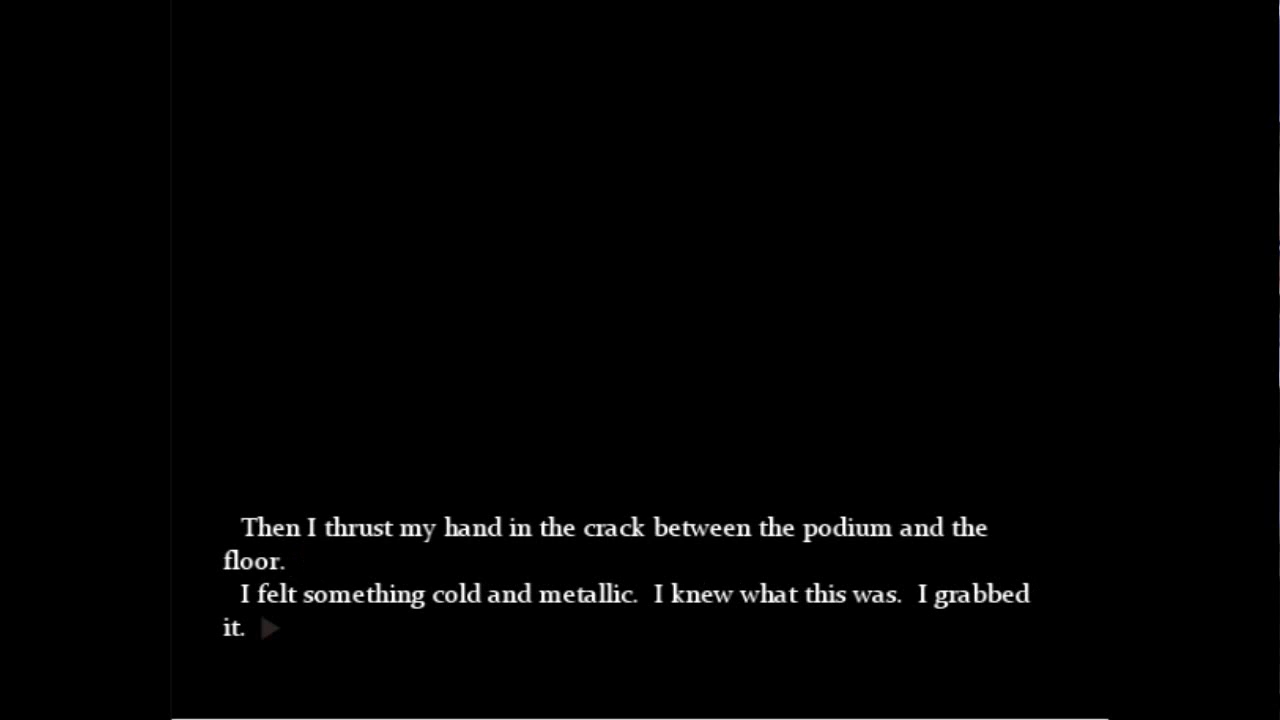 Then I thrust my hand in the crack between the podium and the
floor.
I felt something cold and metallic.  I knew what this was.  I grabbed
it.